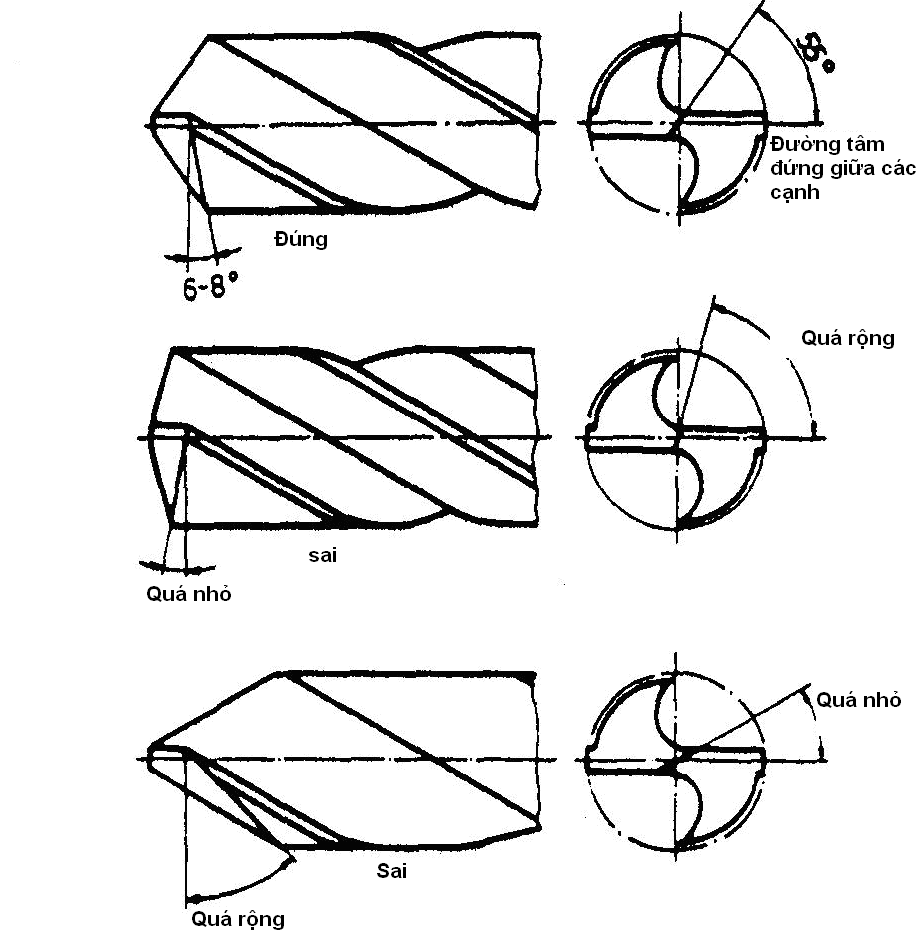 55°
Đường tâm
đứng giữa các
cạnh
Đúng
6-8°
Quá rộng
sai
Quá nhỏ
Quá nhỏ
Sai
Quá rộng